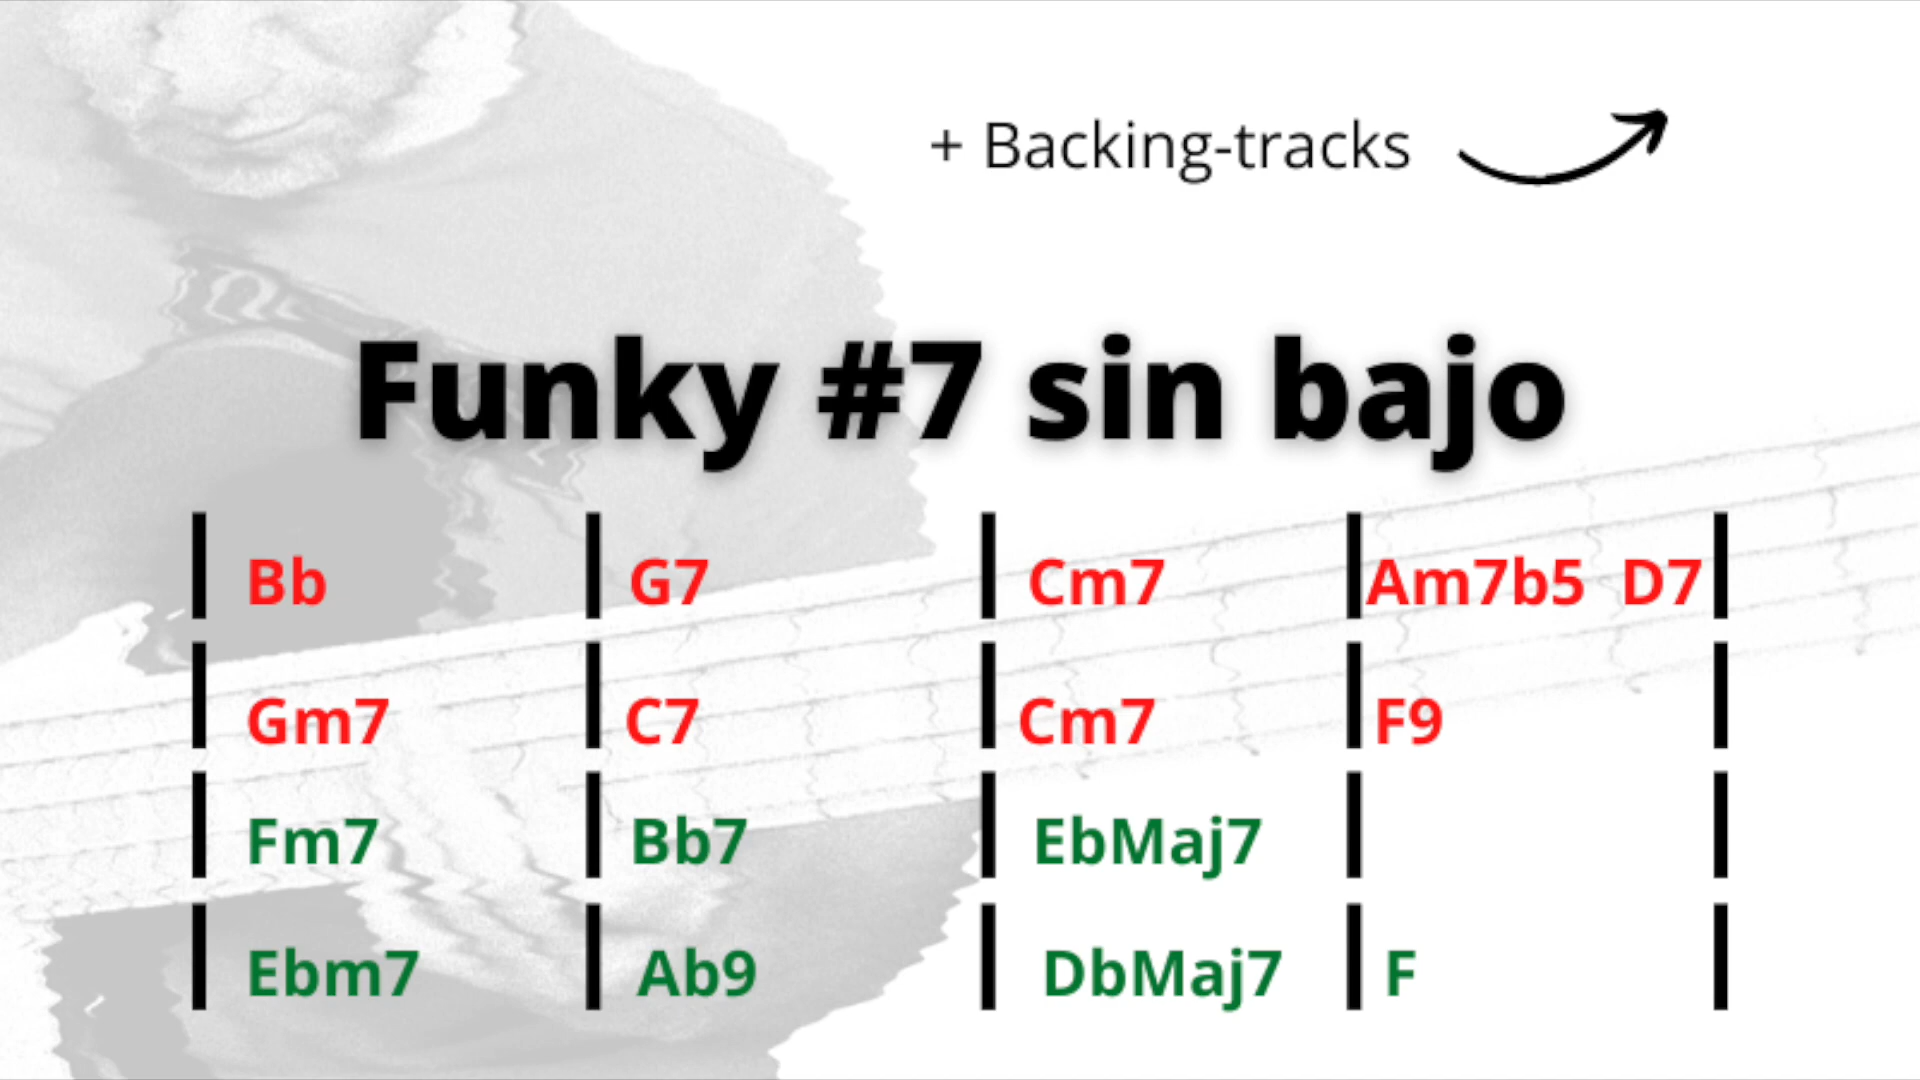 + Backing-tracks
Funky #7 sin bajo
Bb G7 Cm7 Am7b5 D7
Gm7 C7 Cm7 F9
Fm7 Bb7 EbMaj7
Ebm7 Ab9 DbMaj7 F